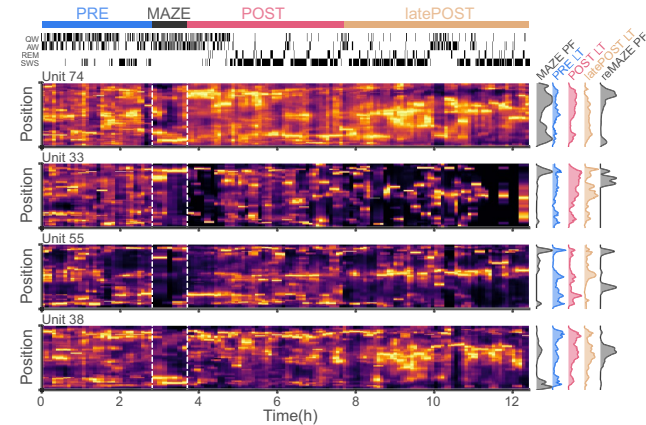 PRE MAZE POST latePOST
QW
AW
REM
SWS
MAZE PF
PRE LT
POST LT
latePOST LT
reMAZE PF
Unit 74
Position
Unit 33
Position
Unit 55
Position
Unit 38
Position
0 2 4 6 8 10 12
Time(h)